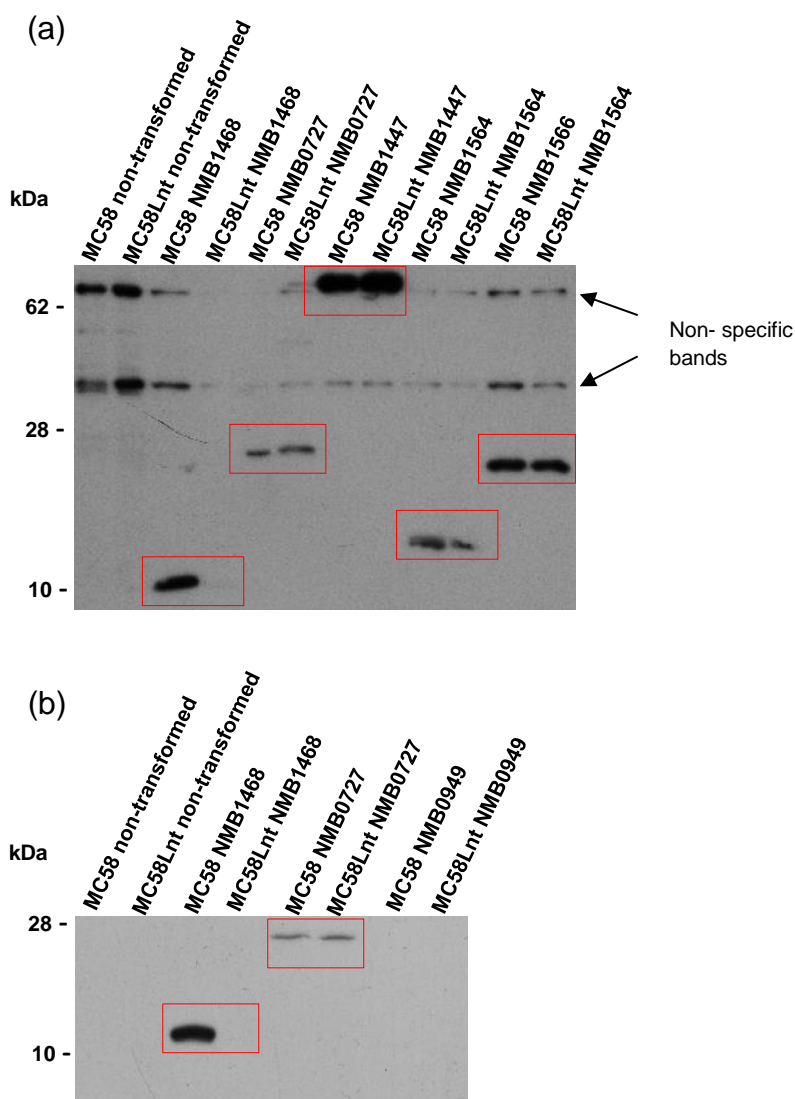 (a)
MC58 non-transformed
MC58Lnt non-transformed
MC58 NMB1468
MC58Lnt NMB1468
MC58 NMB0727
MC58Lnt NMB0727
MC58 NMB1447
MC58Lnt NMB1447
MC58 NMB1564
MC58Lnt NMB1564
MC58 NMB1566
MC58Lnt NMB1564
kDa
62 -
28 -
10 -
Non- specific
bands
(b)
MC58 non-transformed
MC58Lnt non-transformed
MC58 NMB1468
MC58Lnt NMB1468
MC58 NMB0727
MC58Lnt NMB0727
MC58 NMB0949
MC58Lnt NMB0949
kDa
28 -
10 -